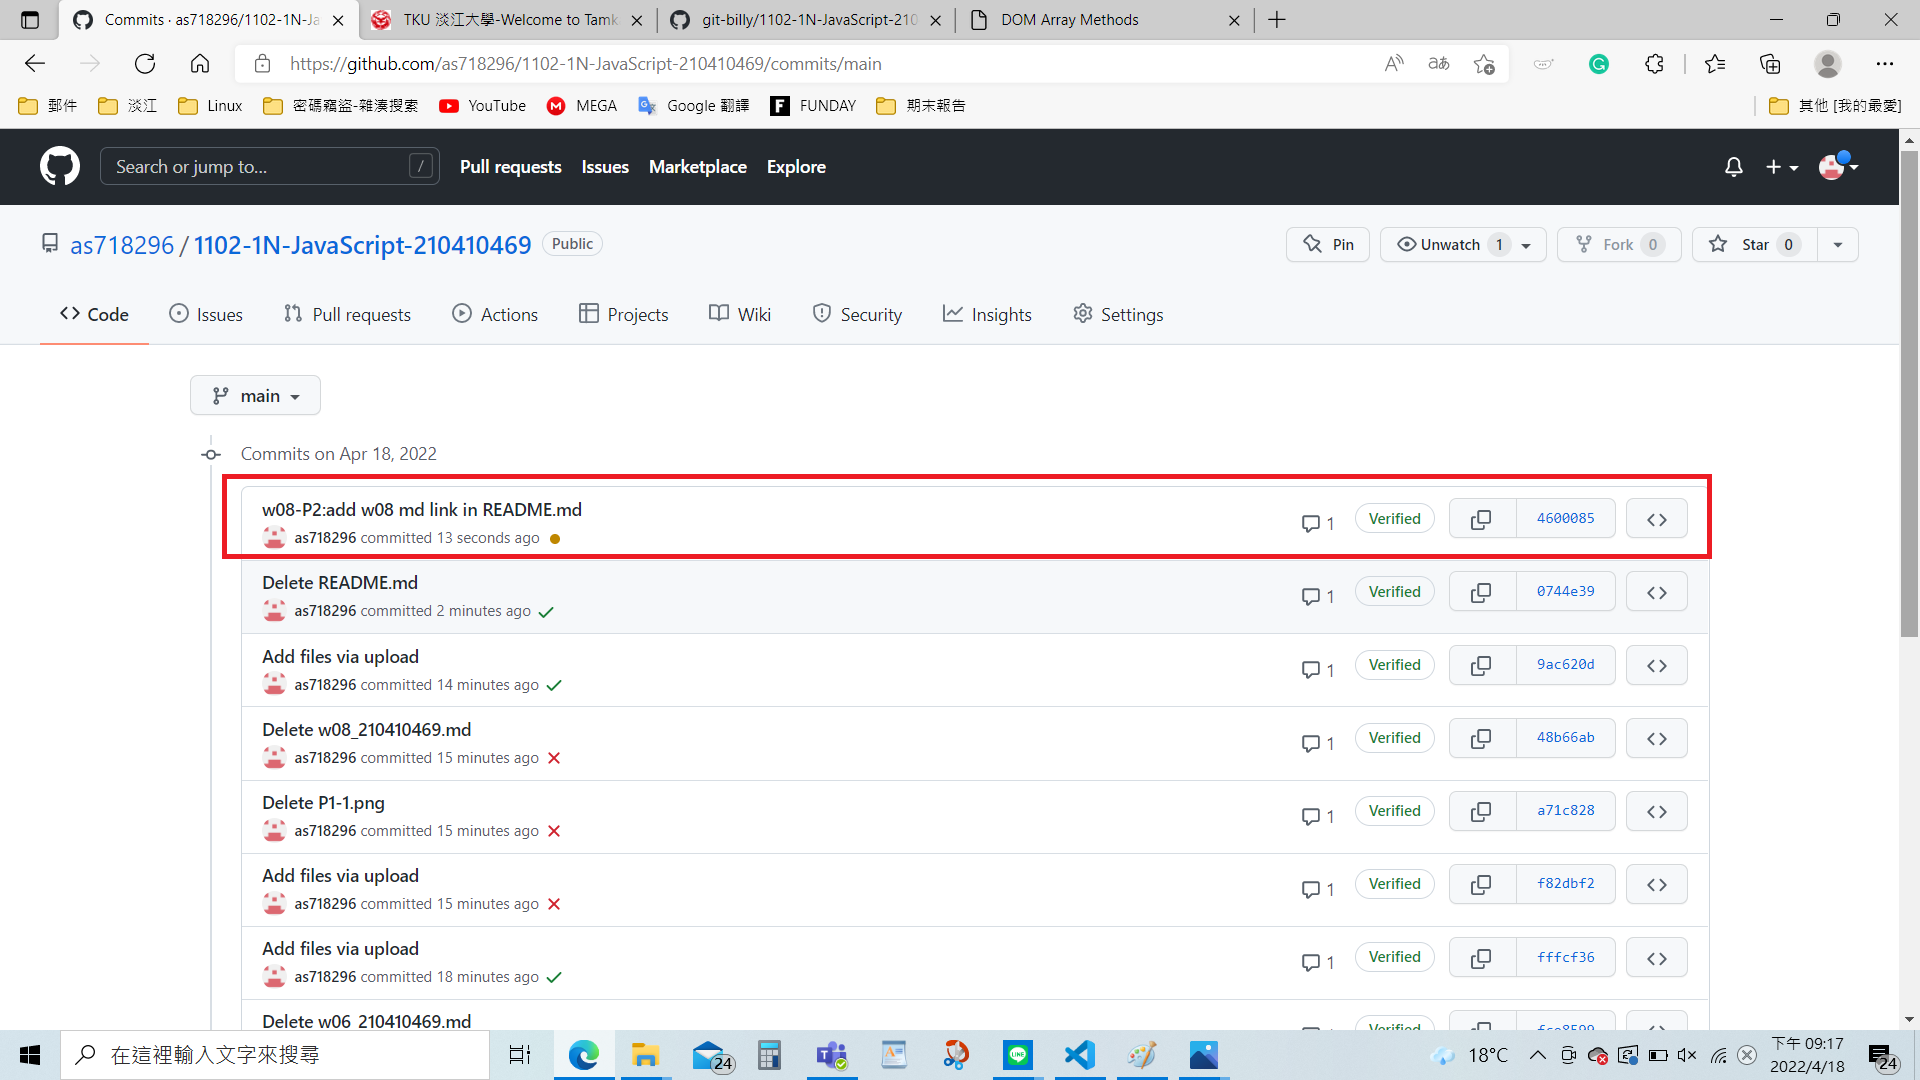 Commits · as718296/1102-1N-Ja
TKU 淡江大學-Welcome to Tamk
git-billy/1102-1N-JavaScript-210
DOM Array Methods
https://github.com/as718296/1102-1N-JavaScript-210410469/commits/main
郵件 淡江 Linux 密碼竊盜-雜湊搜索 YouTube MEGA Google 翻譯 FUNDAY 期末報告 其他 [我的最愛]
Search or jump to... / Pull requests Issues Marketplace Explore
as718296 / 1102-1N-JavaScript-210410469 Public Pin Unwatch 1 Fork 0 Star 0
Code Issues Pull requests Actions Projects Wiki Security Insights Settings
main
Commits on Apr 18, 2022
w08-P2:add w08 md link in README.md
as718296 committed 13 seconds ago
1 Verified 4600085
Delete README.md
as718296 committed 2 minutes ago
1 Verified 0744e39
Add files via upload
as718296 committed 14 minutes ago
1 Verified 9ac620d
Delete w08_210410469.md
as718296 committed 15 minutes ago
1 Verified 48b66ab
Delete P1-1.png
as718296 committed 15 minutes ago
1 Verified a71c828
Add files via upload
as718296 committed 15 minutes ago
1 Verified f82dbf2
Add files via upload
as718296 committed 18 minutes ago
1 Verified fffcf36
Delete w06_210410469.md
Verified
在這裡輸入文字來搜尋
24
18°C
下午 09:17
2022/4/18
24